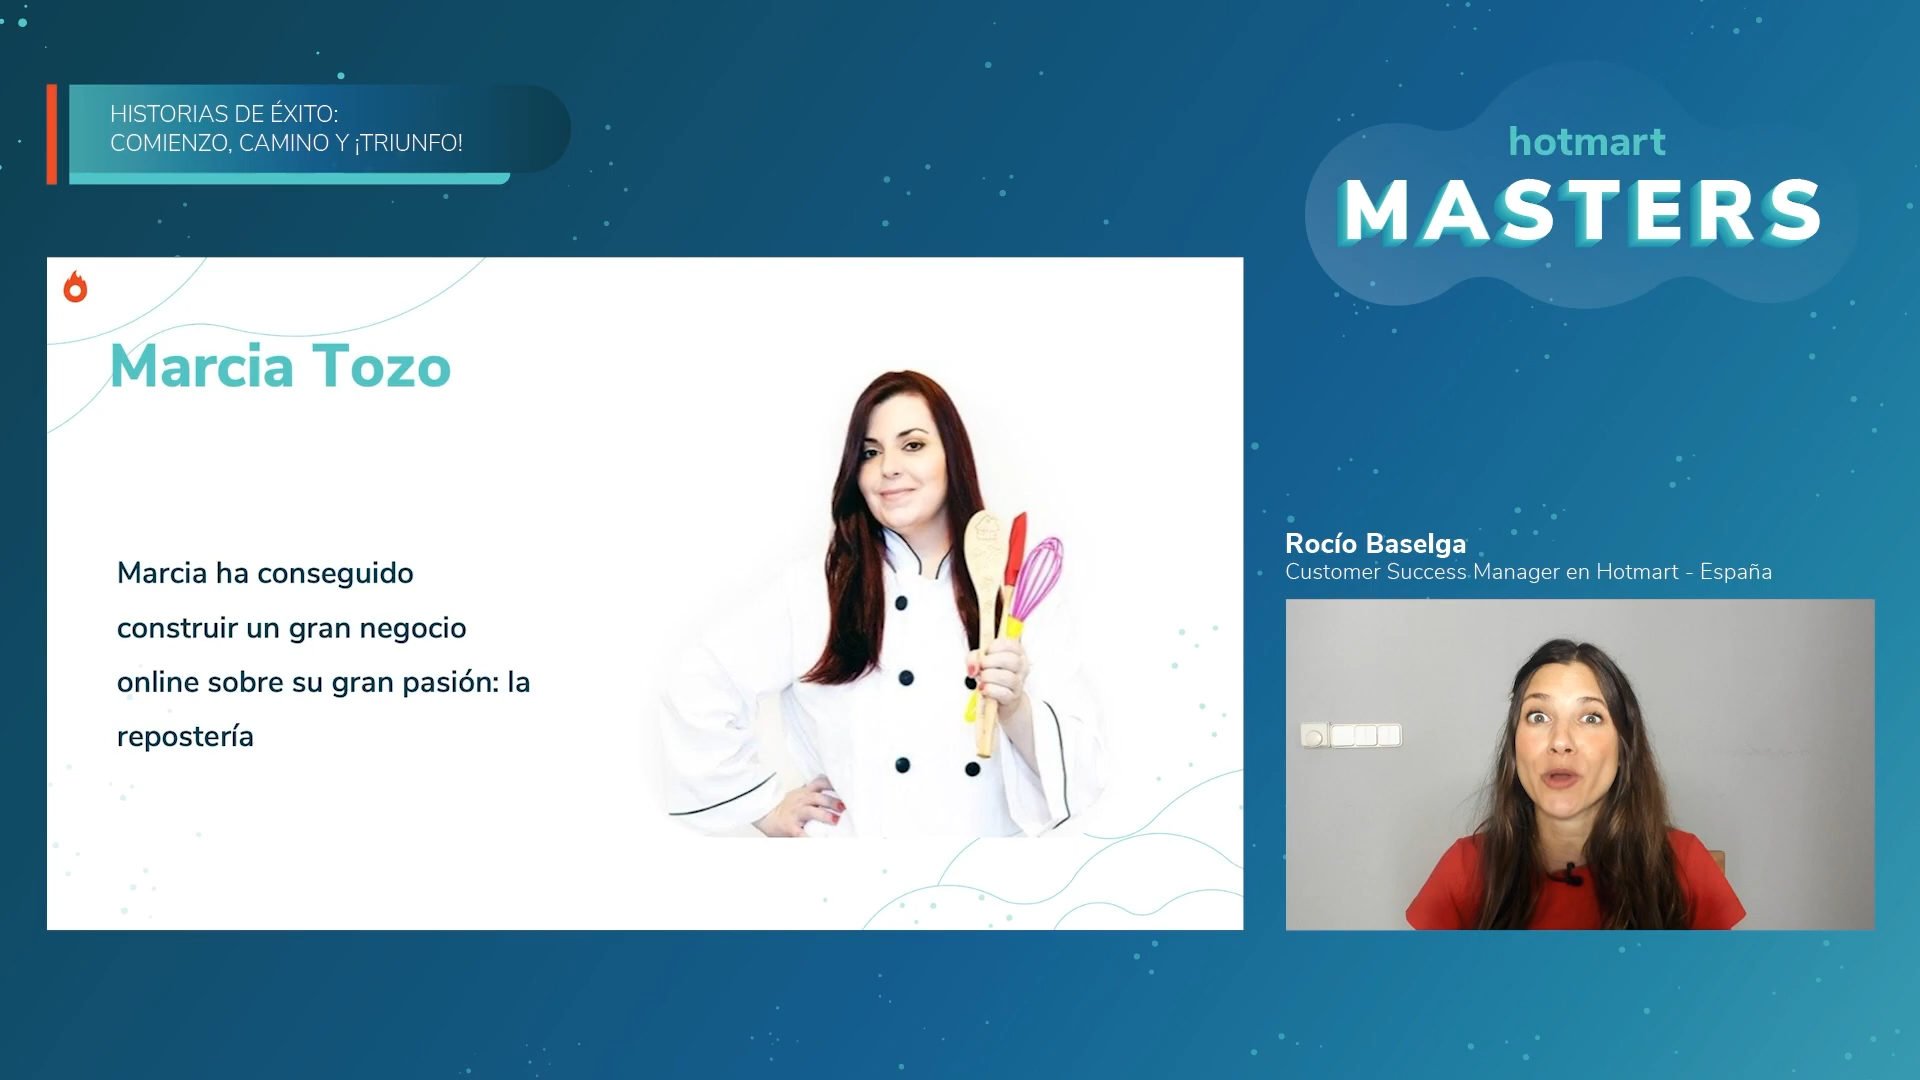 HISTORIAS DE ÉXITO:
COMIENZO, CAMINO Y ¡TRIUNFO!
hotmart
MASTERS
Marcia Tozo
Marcia ha conseguido
construir un gran negocio
online sobre su gran pasión: la
repostería
Rocío Baselga
Customer Success Manager en Hotmart - España